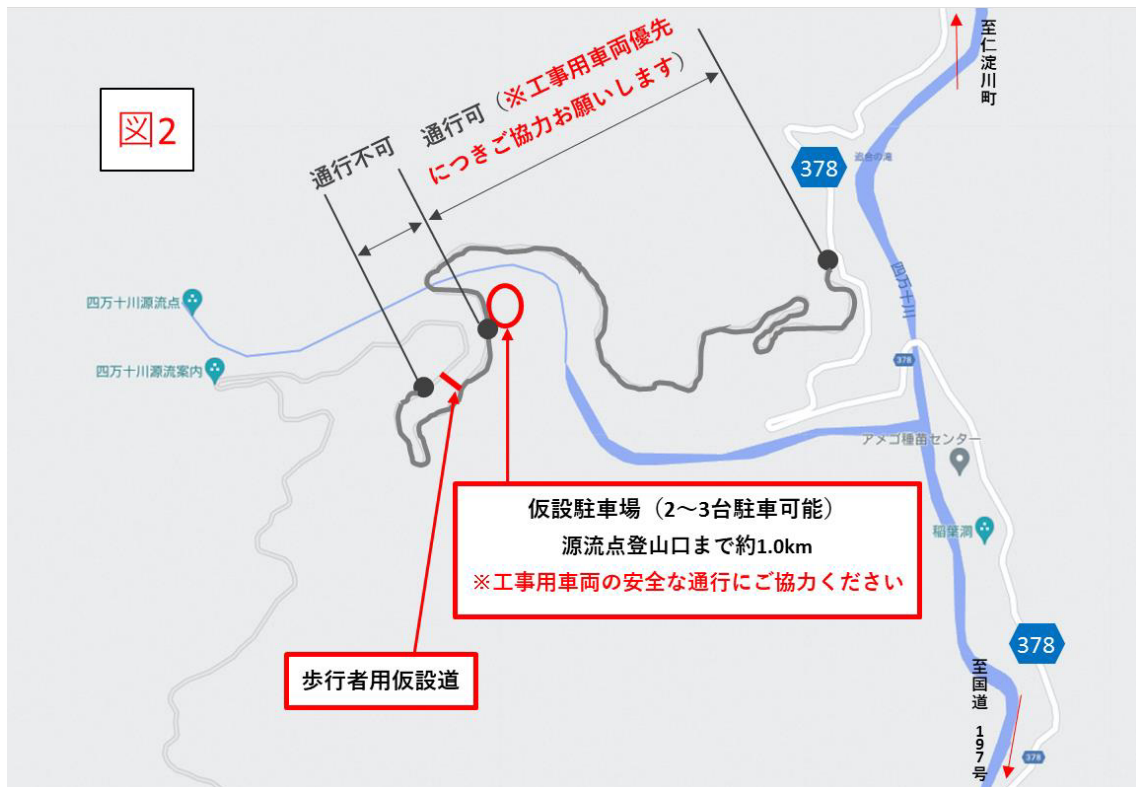 図2
通行不可
通行可（※工事用車両優先
につきご協力お願いします）
至仁淀川町
378
追合の滝
四万十川
四万十川源流点
四万十川源流案内
378
アメゴ種苗センター
稲葉洞
仮設駐車場（2～3台駐車可能）
源流点登山口まで約1.0km
※工事用車両の安全な通行にご協力ください
歩行者用仮設道
378
至国道 197号
378